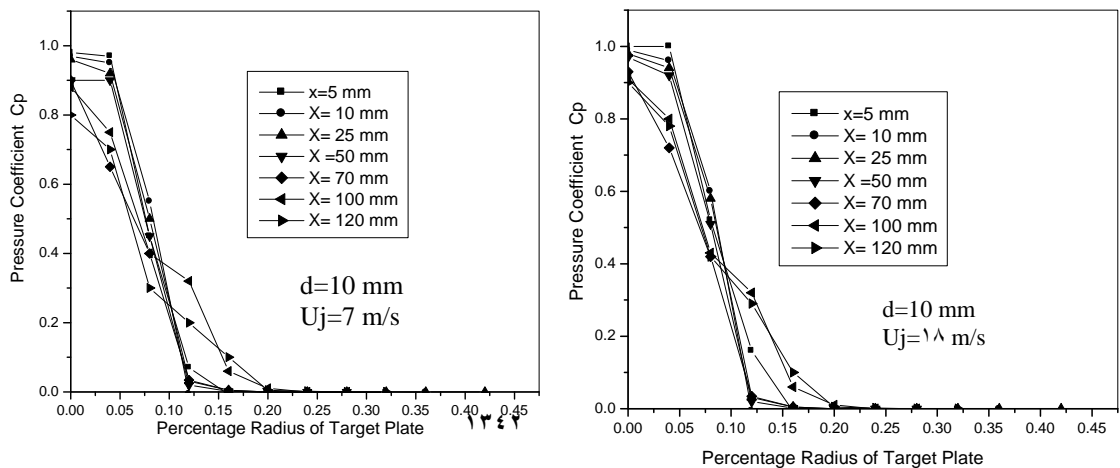 Pressure Coefficient Cp
1.0
0.8
0.6
0.4
0.2
0.0
0.00 0.05 0.10 0.15 0.20 0.25 0.30 0.35 0.40 0.45
Percentage Radius of Target Plate
x=5 mm
X= 10 mm
X= 25 mm
X =50 mm
X= 70 mm
X= 100 mm
X= 120 mm
d=10 mm
Uj=7 m/s
١٣٤٢
Pressure Coefficient Cp
1.0
0.8
0.6
0.4
0.2
0.0
0.00 0.05 0.10 0.15 0.20 0.25 0.30 0.35 0.40 0.45
Percentage Radius of Target Plate
x=5 mm
X= 10 mm
X= 25 mm
X =50 mm
X= 70 mm
X= 100 mm
X= 120 mm
d=10 mm
Uj=١٨ m/s